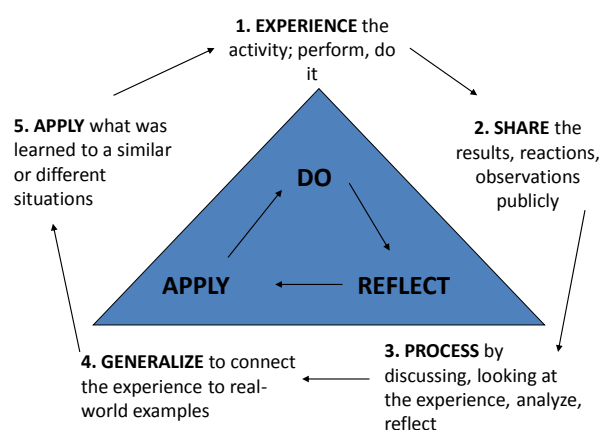 1. EXPERIENCE the
activity; perform, do
it
2. SHARE the
results, reactions,
observations
publicly
3. PROCESS by
discussing, looking at
the experience, analyze,
reflect
4. GENERALIZE to connect
the experience to real-
world examples
5. APPLY what was
learned to a similar
or different
situations
DO
REFLECT
APPLY